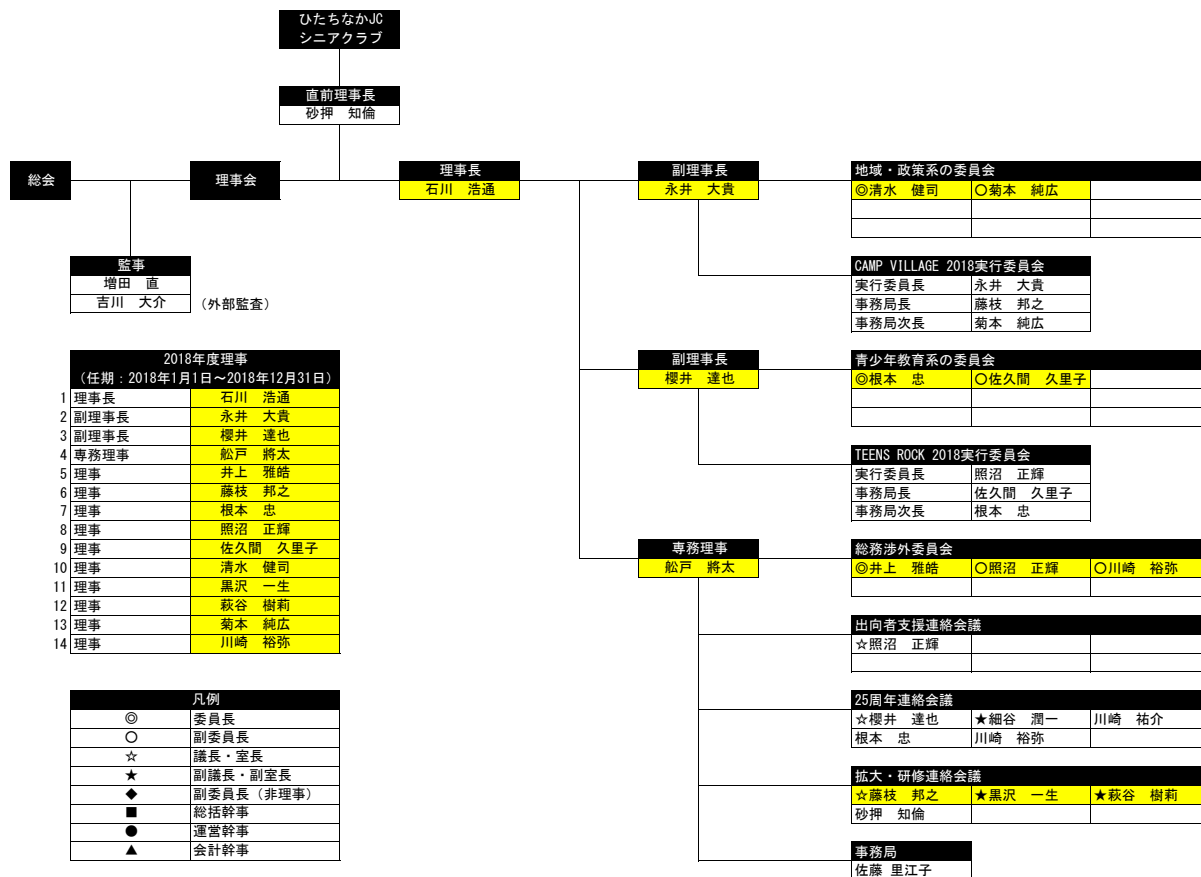 ひたちなかJC
シニアクラブ
直前理事長
砂押　知倫
総会
理事会
理事長
石川　浩通
副理事長
永井　大貴
地域・政策系の委員会
◎清水　健司　○菊本　純広
監事
増田　直
吉川　大介　（外部監査）
CAMP VILLAGE 2018実行委員会
実行委員長　永井　大貴
事務局長　藤枝　邦之
事務局次長　菊本　純広
2018年度理事
（任期：2018年1月1日～2018年12月31日）
1 理事長　石川　浩通
2 副理事長　永井　大貴
3 副理事長　櫻井　達也
4 専務理事　舩戸　將太
5 理事　井上　雅皓
6 理事　藤枝　邦之
7 理事　根本　忠
8 理事　照沼　正輝
9 理事　佐久間　久里子
10 理事　清水　健司
11 理事　黒沢　一生
12 理事　萩谷　樹莉
13 理事　菊本　純広
14 理事　川崎　裕弥
副理事長
櫻井　達也
青少年教育系の委員会
◎根本　忠　○佐久間　久里子
TEENS ROCK 2018実行委員会
実行委員長　照沼　正輝
事務局長　佐久間　久里子
事務局次長　根本　忠
専務理事
舩戸　將太
総務渉外委員会
◎井上　雅皓　○照沼　正輝　○川崎　裕弥
出向者支援連絡会議
☆照沼　正輝
25周年連絡会議
☆櫻井　達也　★細谷　潤一　川崎　祐介
根本　忠　川崎　裕弥
拡大・研修連絡会議
☆藤枝　邦之　★黒沢　一生　★萩谷　樹莉
砂押　知倫
事務局
佐藤 里江子
凡例
◎　委員長
○　副委員長
☆　議長・室長
★　副議長・副室長
◆　副委員長（非理事）
■　総括幹事
●　運営幹事
▲　会計幹事